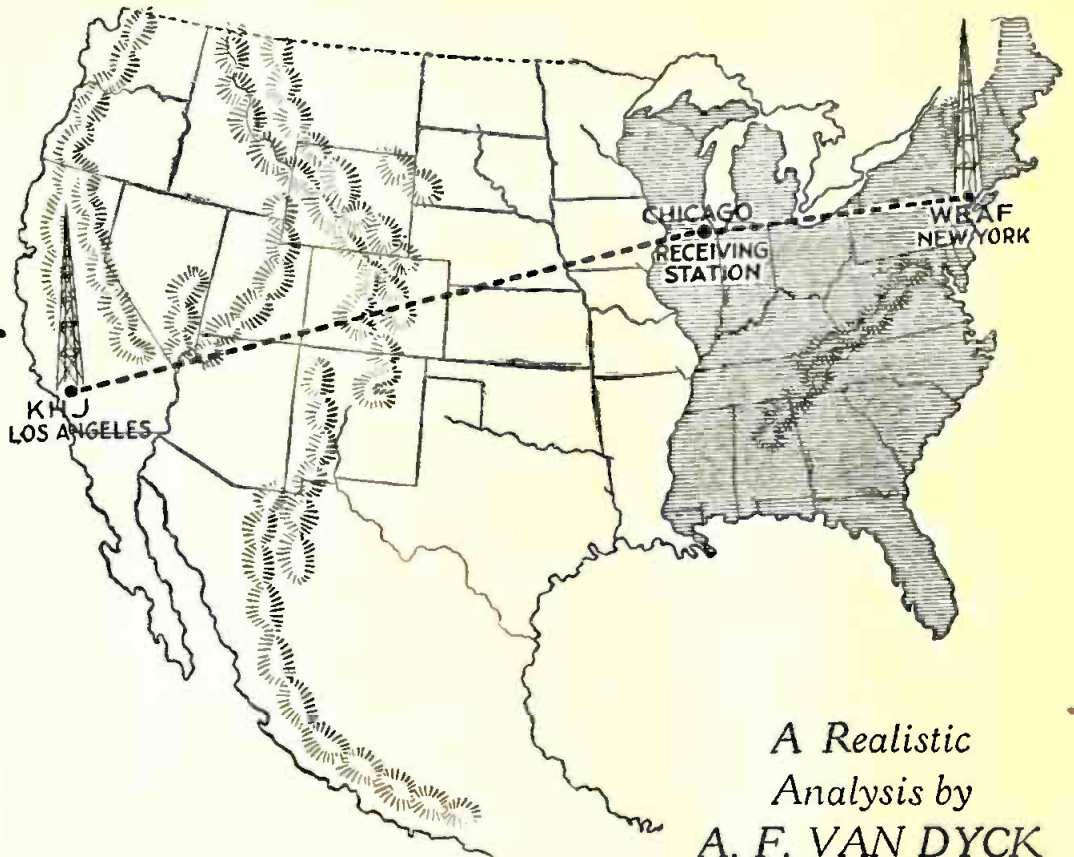 CHICAGO
RECEIVING
STATION
WEAF
NEW YORK
KHJ
LOS ANGELES
A Realistic
Analysis by
A. F. VAN DYCK